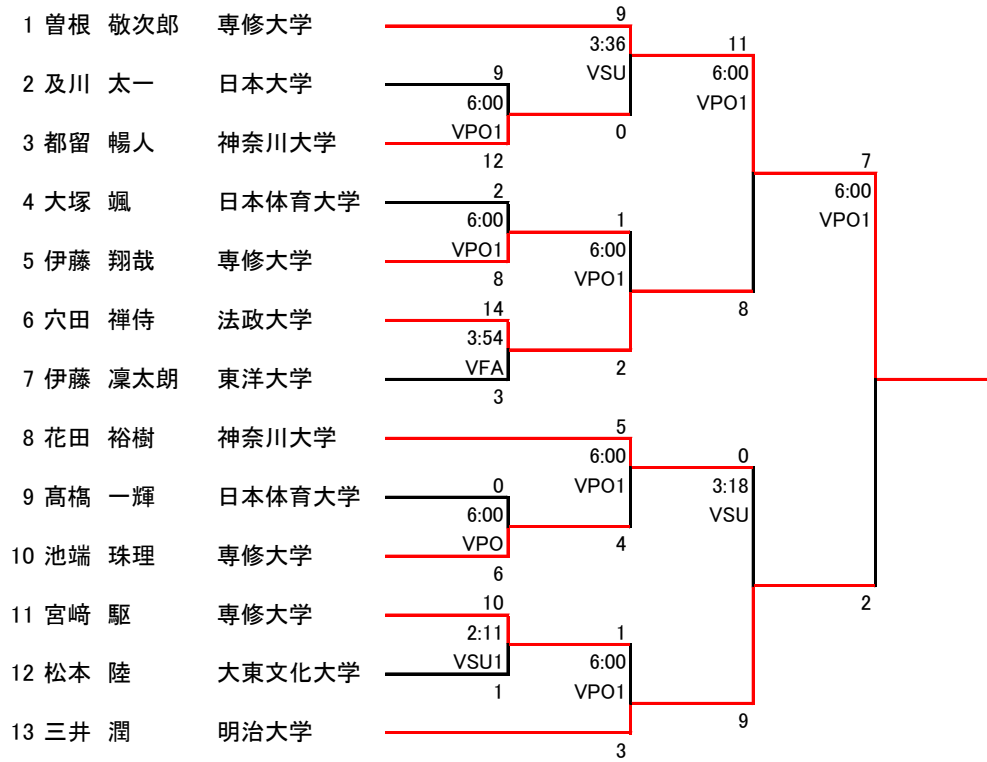 9
1 曽根 敬次郎 専修大学
3:36 11
9 VSU 6:00
2 及川 太一 日本大学
6:00 VPO1
VPO1 0
3 都留 暢人 神奈川大学
12 7
2 6:00
4 大塚 颯 日本体育大学
6:00 1 VPO1
VPO1 6:00
5 伊藤 翔哉 専修大学
8 VPO1
14 8
6 穴田 禅侍 法政大学
3:54
VFA 2
7 伊藤 凜太朗 東洋大学
3
5
8 花田 裕樹 神奈川大学
6:00 0
0 VPO1 3:18
9 髙槗 一輝 日本体育大学
6:00 VSU
VPO 4
10 池端 珠理 専修大学
6
10 2
11 宮﨑 駆 専修大学
2:11 1
VSU1 6:00
12 松本 陸 大東文化大学
1 VPO1
9
13 三井 潤 明治大学
3